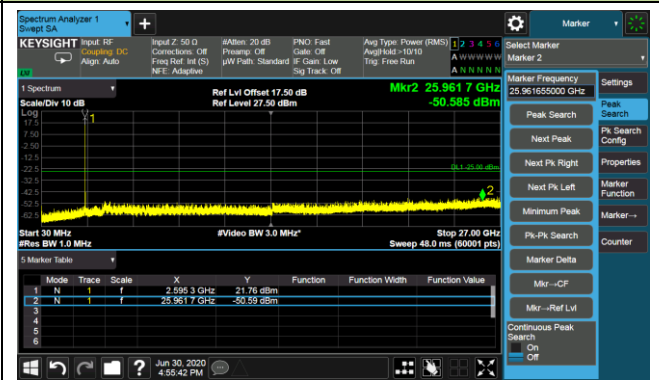 Spectrum Analyzer 1
Swept SA
+
Marker
KEYSIGHT
Input: RF
Coupling: DC
Align: Auto
Input Z: 50 Ω
Corrections: Off
Freq Ref: Int (S)
NFE: Adaptive
#Atten: 20 dB
Preamp: Off
µW Path: Standard
PNO: Fast
Gate: Off
IF Gain: Low
Sig Track: Off
Avg Type: Power (RMS)
Avg|Hold:>10/10
Trig: Free Run
1 2 3 4 5 6
A W W W W W
A N N N N N
LXI
Select Marker
Marker 2
1 Spectrum
Scale/Div 10 dB
Ref Lvl Offset 17.50 dB
Ref Level 27.50 dBm
Mkr2 25.961 7 GHz
-50.585 dBm
Log
17.5
7.50
-2.50
-12.5
-22.5
-32.5
-42.5
-52.5
-62.5
1
DL1 -25.00 dBm
2
Start 30 MHz
#Res BW 1.0 MHz
#Video BW 3.0 MHz*
Stop 27.00 GHz
Sweep 48.0 ms (60001 pts)
5 Marker Table
Mode Trace Scale X Y Function Function Width Function Value
1 N 1 f 2.595 3 GHz 21.76 dBm
2 N 1 f 25.961 7 GHz -50.59 dBm
3
4
5
6
Marker Frequency
25.961655000 GHz
Peak Search
Next Peak
Next Pk Right
Next Pk Left
Minimum Peak
Pk-Pk Search
Marker Delta
Mkr→CF
Mkr→Ref Lvl
Continuous Peak
Search
On
Off
Settings
Peak
Search
Pk Search
Config
Properties
Marker
Function
Marker→
Counter
?
Jun 30, 2020
4:55:42 PM